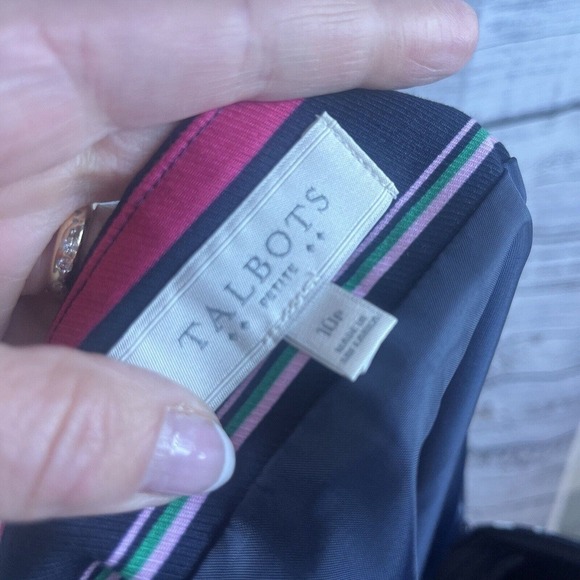 TALBOTS
PETITE
10P
MADE IN
SRI LANKA